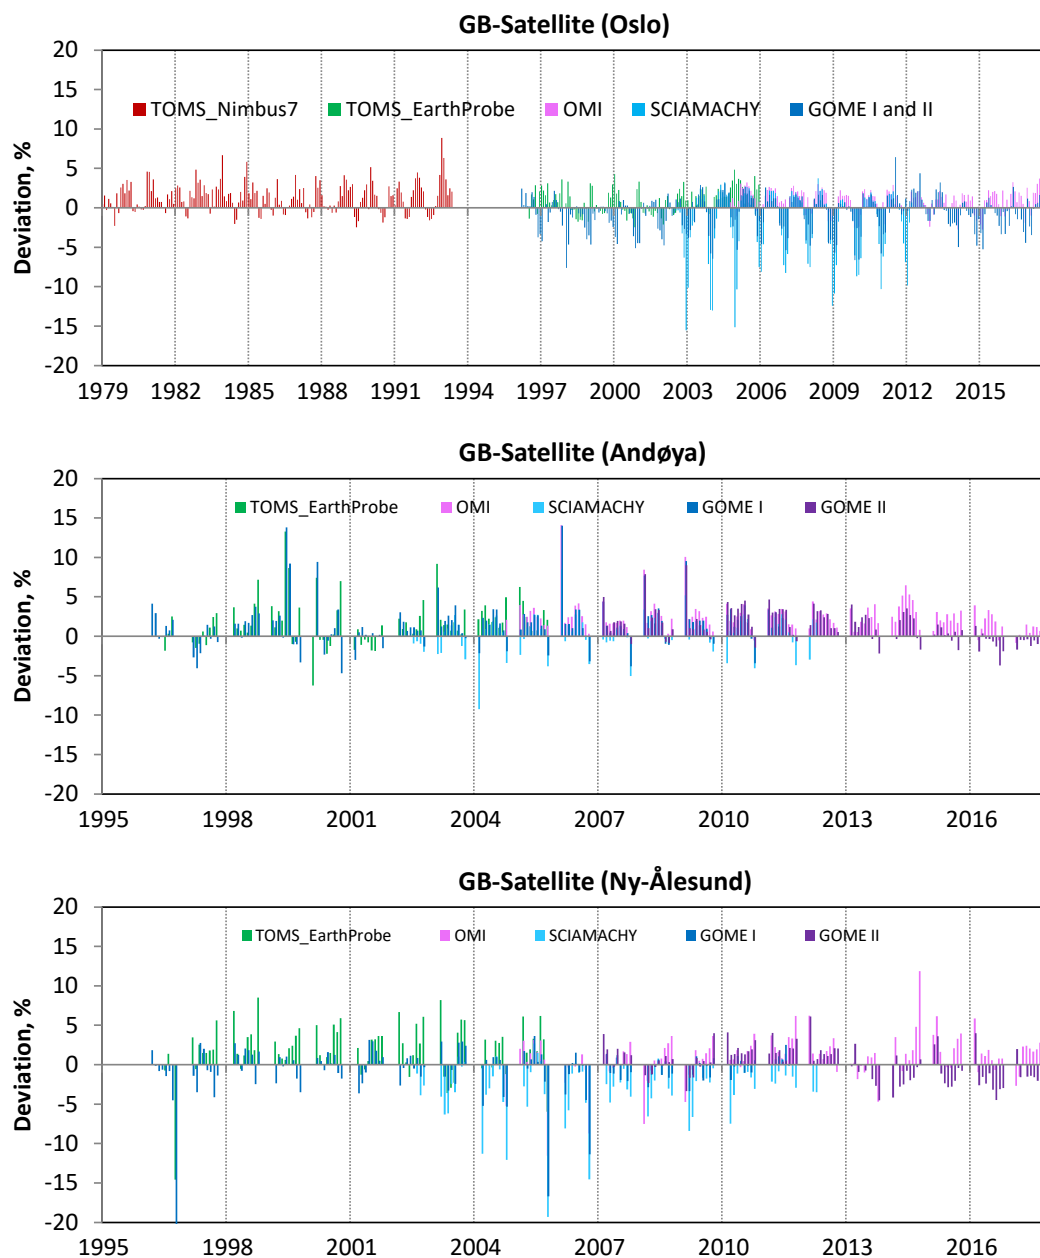 GB-Satellite (Oslo)
20
15
TOMS_Nimbus7 TOMS_EarthProbe OMI SCIAMACHY GOME I and II
10
5
0
-5
-10
-15
-20
Deviation, %
1979 1982 1985 1988 1991 1994 1997 2000 2003 2006 2009 2012 2015
GB-Satellite (Andøya)
20
TOMS_EarthProbe OMI SCIAMACHY GOME I GOME II
15
10
5
0
-5
-10
-15
-20
Deviation, %
1995 1998 2001 2004 2007 2010 2013 2016
GB-Satellite (Ny-Ålesund)
20
TOMS_EarthProbe OMI SCIAMACHY GOME I GOME II
15
10
5
0
-5
-10
-15
-20
Deviation, %
1995 1998 2001 2004 2007 2010 2013 2016